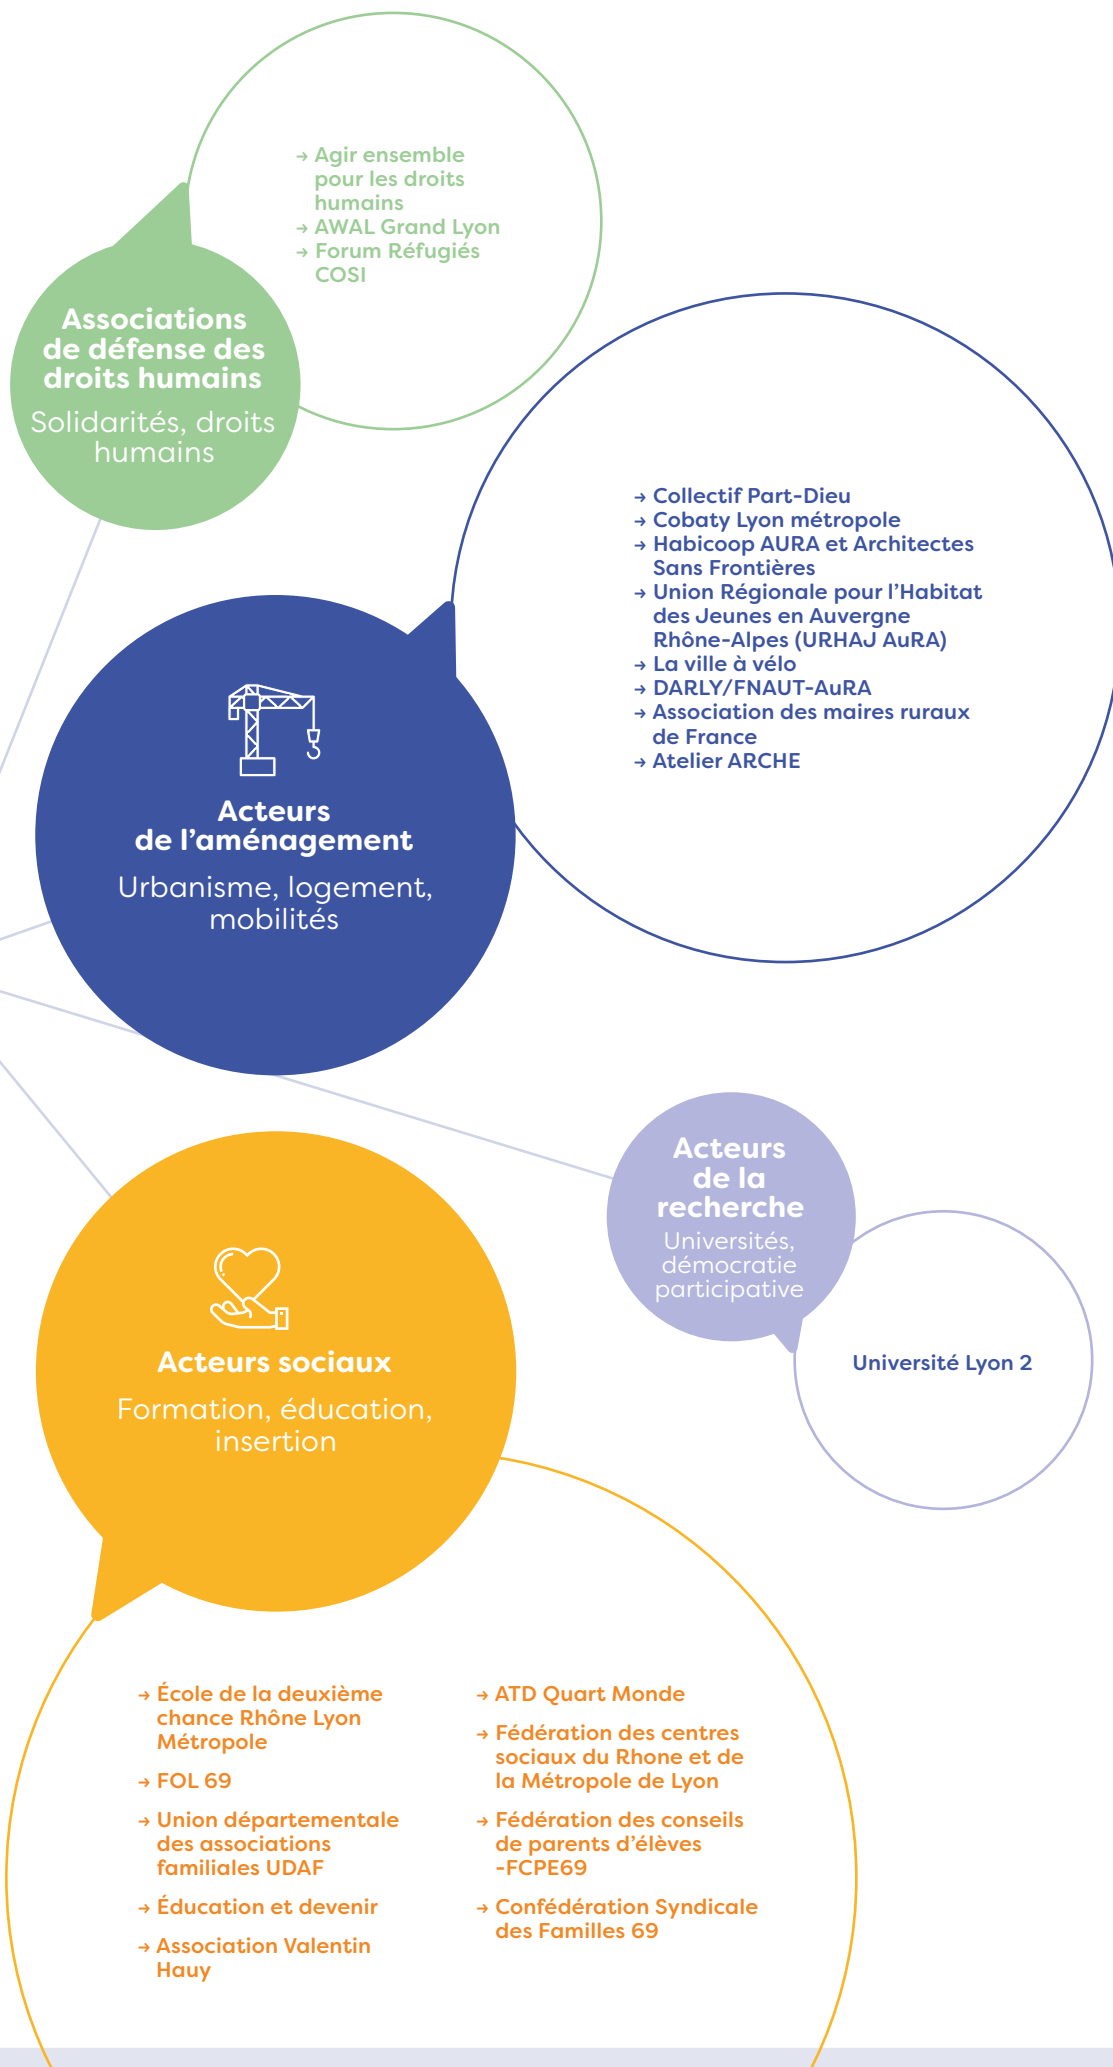 → Agir ensemble
pour les droits
humains
→ AWAL Grand Lyon
→ Forum Réfugiés
COSI
Associations
de défense des
droits humains
Solidarités, droits
humains
→ Collectif Part-Dieu
→ Cobaty Lyon métropole
→ Habicoop AURA et Architectes
Sans Frontières
→ Union Régionale pour l’Habitat
des Jeunes en Auvergne
Rhône-Alpes (URHAJ AuRA)
→ La ville à vélo
→ DARLY/FNAUT-AuRA
→ Association des maires ruraux
de France
→ Atelier ARCHE
Acteurs
de l’aménagement
Urbanisme, logement,
mobilités
Acteurs
de la
recherche
Universités,
démocratie
participative
Université Lyon 2
Acteurs sociaux
Formation, éducation,
insertion
→ École de la deuxième
chance Rhône Lyon
Métropole
→ FOL 69
→ Union départementale
des associations
familiales UDAF
→ Éducation et devenir
→ Association Valentin
Hauy
→ ATD Quart Monde
→ Fédération des centres
sociaux du Rhone et de
la Métropole de Lyon
→ Fédération des conseils
de parents d’élèves
-FCPE69
→ Confédération Syndicale
des Familles 69